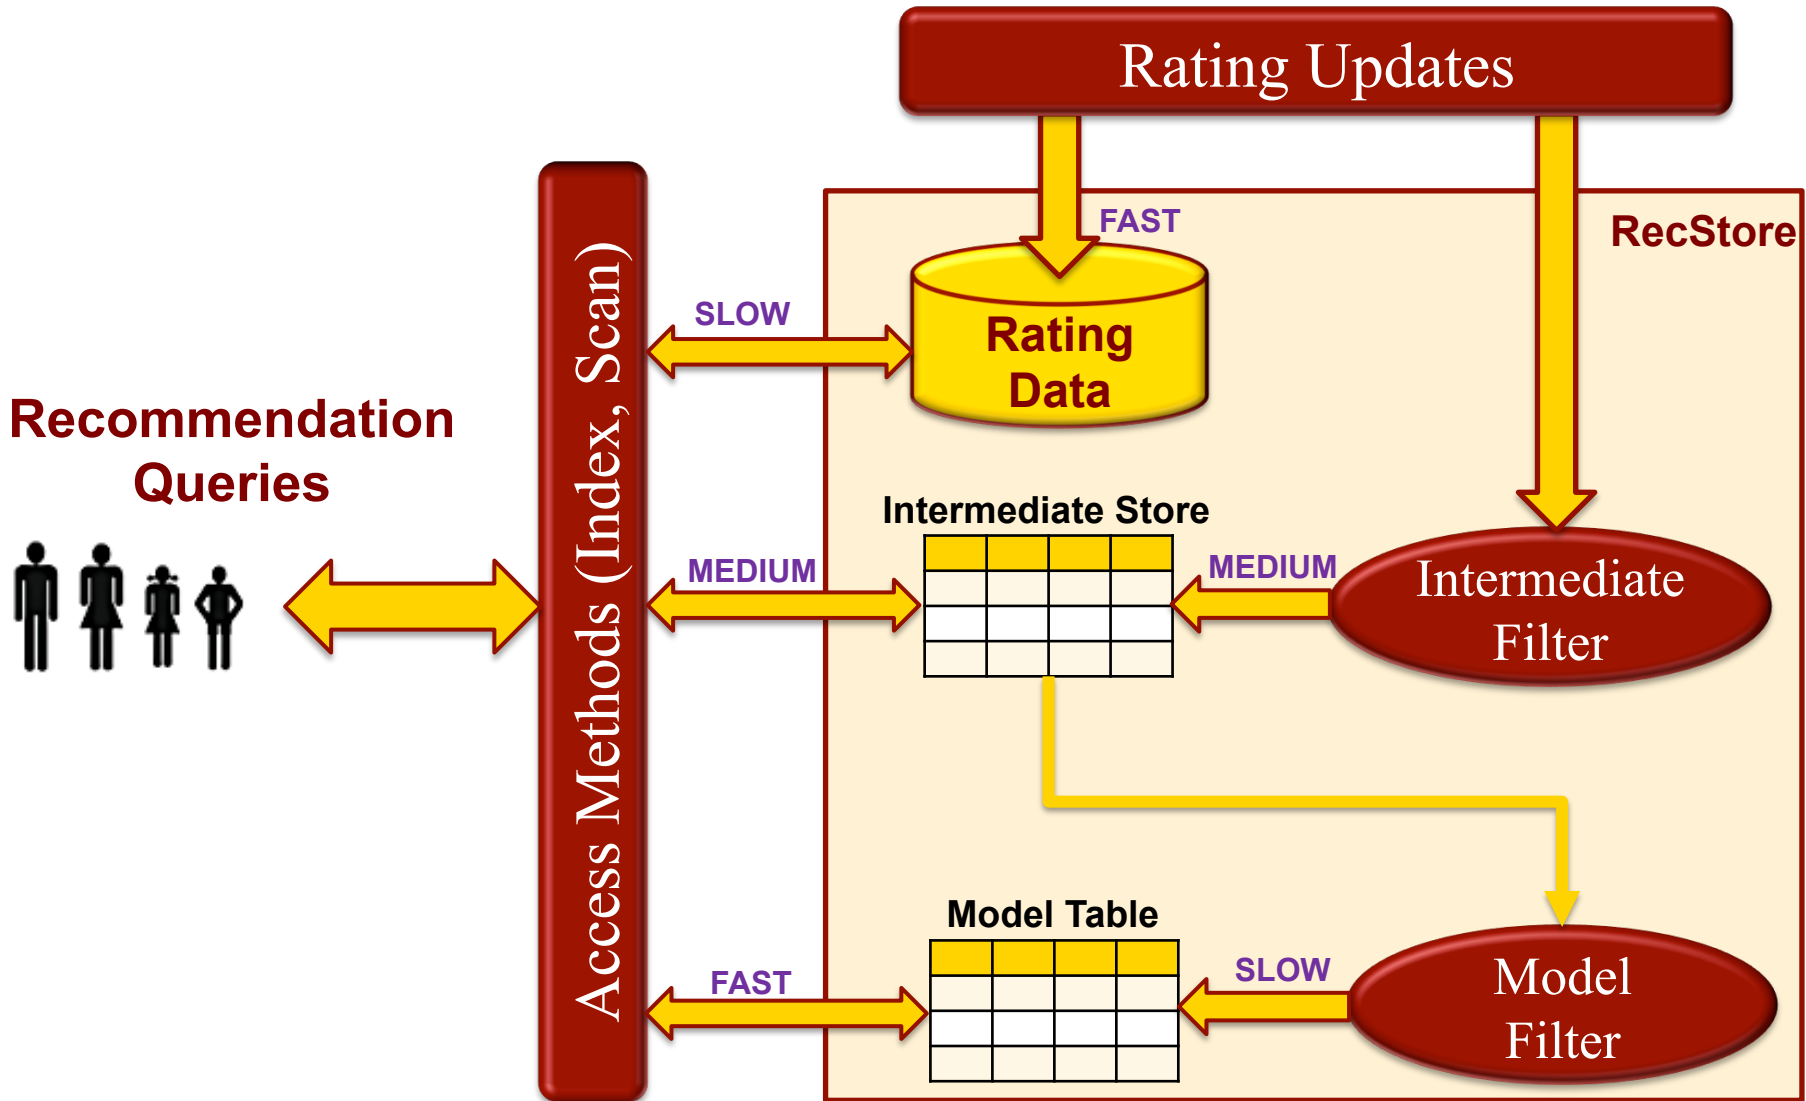 Rating Updates
RecStore
FAST
SLOW
Rating
Data
Recommendation
Queries
Access Methods (Index, Scan)
Intermediate Store
MEDIUM
MEDIUM
Intermediate
Filter
Model Table
FAST
SLOW
Model
Filter